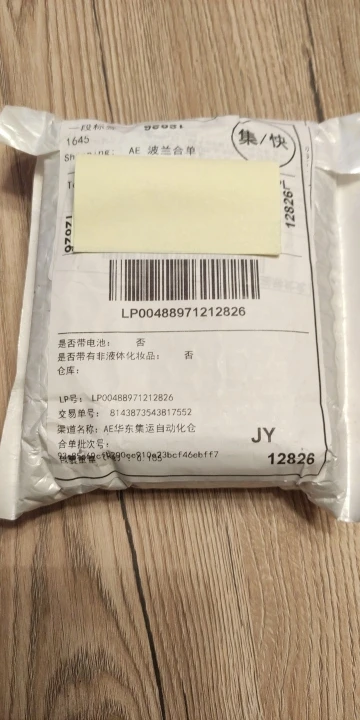 一段标
1645
AE 波兰合单
集/快
12826
LP00488971212826
是否带电池: 否
是否带有非液体化妆品: 否
仓库:
LP号: LP00488971212826
交易单号: 8143873543817552
渠道名称: AE华东集运自动化仓
合单批次号:
JY
12826